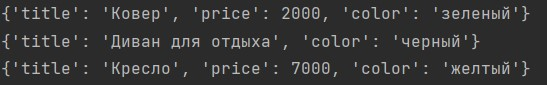 {'title': 'Ковер', 'price': 2000, 'color': 'зеленый'}
{'title': 'Диван для отдыха', 'color': 'черный'}
{'title': 'Кресло', 'price': 7000, 'color': 'желтый'}